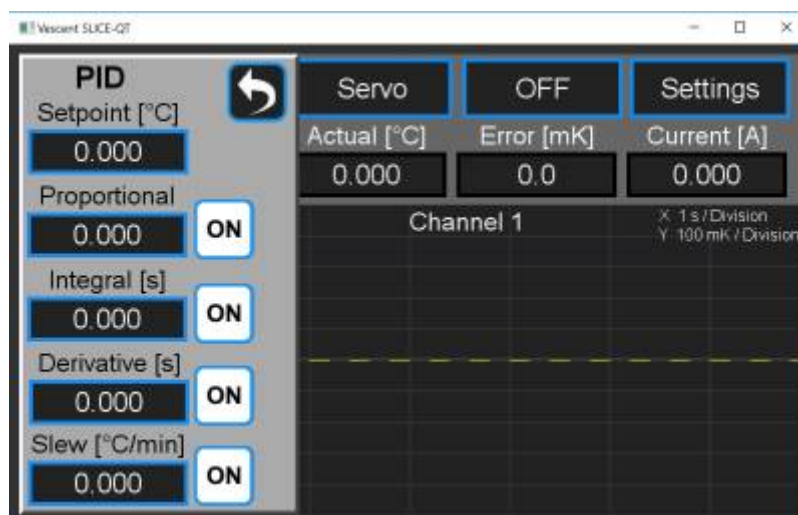 Vescent SLICE-QT
PID
Setpoint [°C]
0.000
Proportional
0.000 ON
Integral [s]
0.000 ON
Derivative [s]
0.000 ON
Slew [°C/min]
0.000 ON
Servo OFF Settings
Actual [°C] Error [mK] Current [A]
0.000 0.0 0.000
Channel 1
X 1 s / Division
Y 100 mK / Division